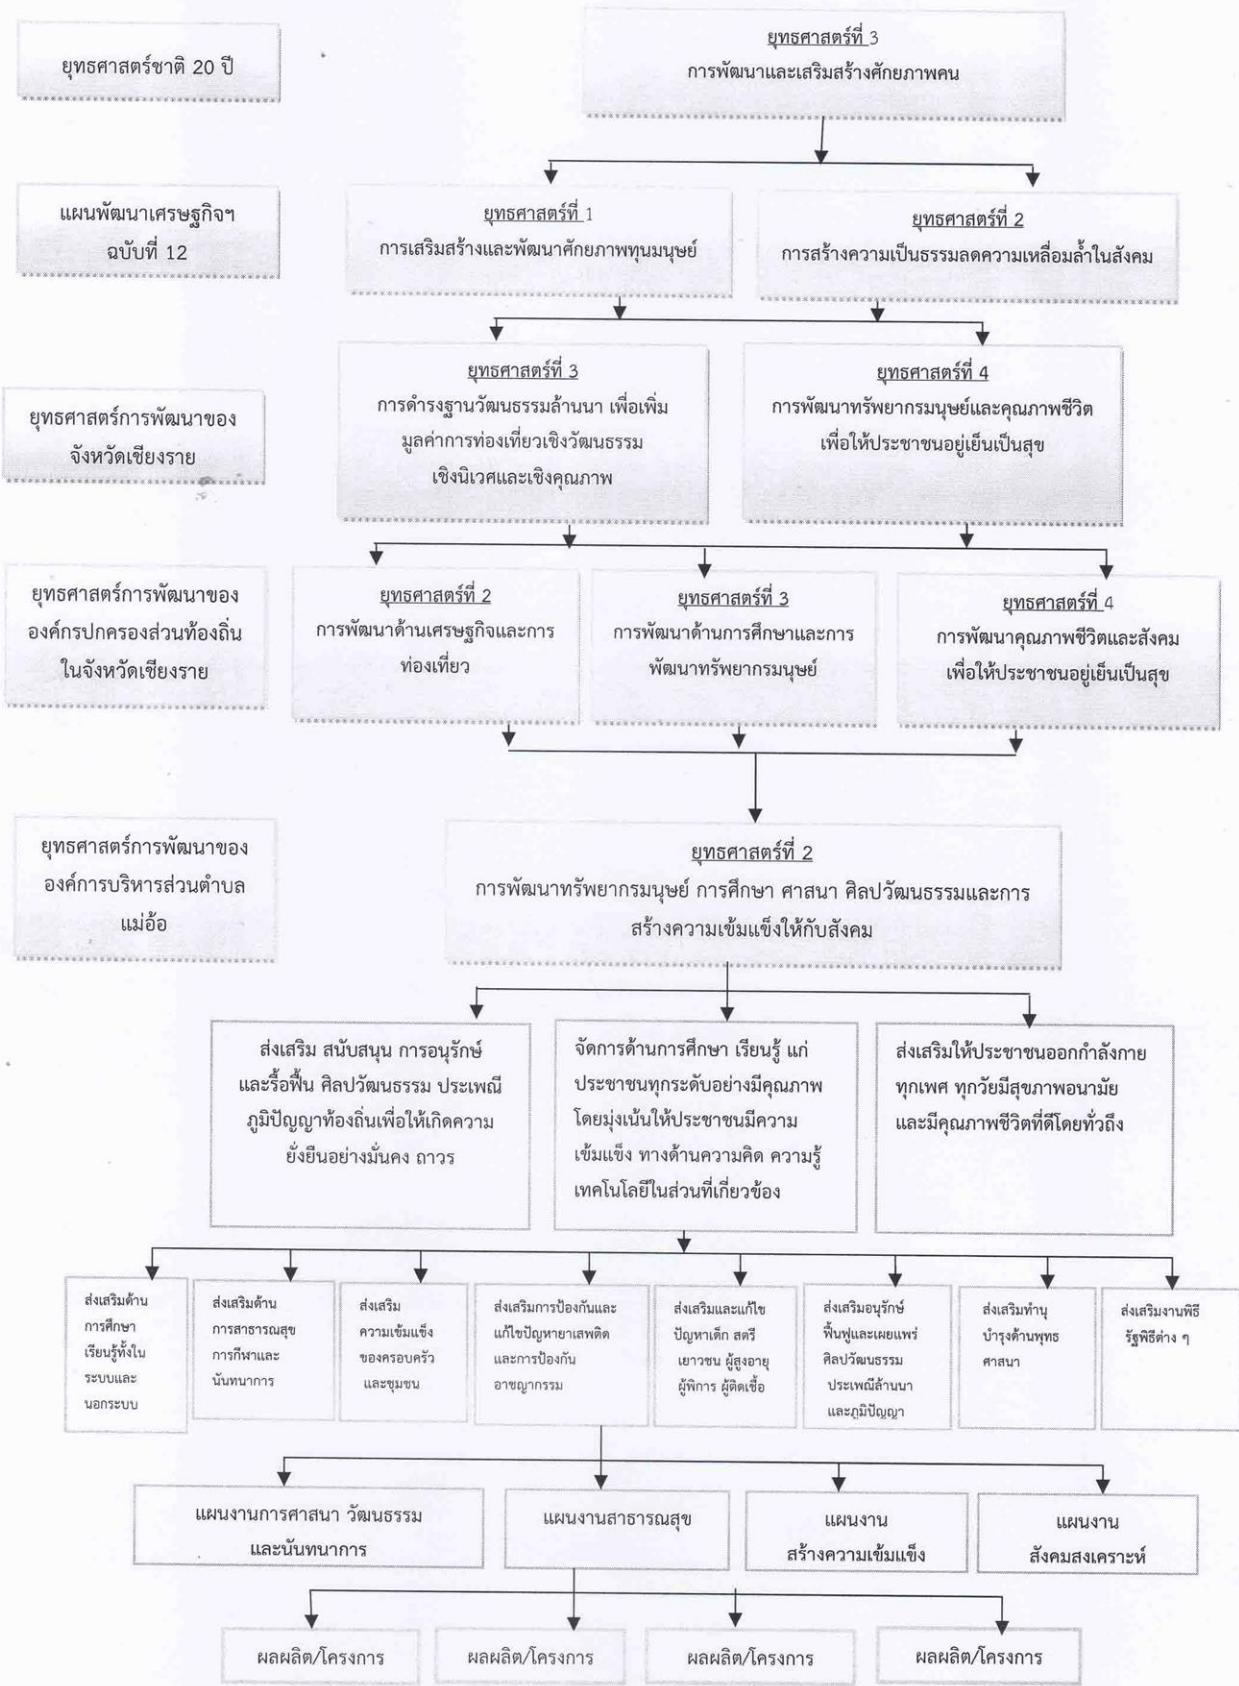 ยุทธศาสตร์ชาติ 20 ปี
ยุทธศาสตร์ที่ 3
การพัฒนาและเสริมสร้างศักยภาพคน
แผนพัฒนาเศรษฐกิจฯ
ฉบับที่ 12
ยุทธศาสตร์ที่ 1
การเสริมสร้างและพัฒนาศักยภาพทุนมนุษย์
ยุทธศาสตร์ที่ 2
การสร้างความเป็นธรรมลดความเหลื่อมล้ำในสังคม
ยุทธศาสตร์การพัฒนาของ
จังหวัดเชียงราย
ยุทธศาสตร์ที่ 3
การดำรงฐานวัฒนธรรมล้านนา เพื่อเพิ่ม
มูลค่าการท่องเที่ยวเชิงวัฒนธรรม
เชิงนิเวศและเชิงคุณภาพ
ยุทธศาสตร์ที่ 4
การพัฒนาทรัพยากรมนุษย์และคุณภาพชีวิต
เพื่อให้ประชาชนอยู่เย็นเป็นสุข
ยุทธศาสตร์การพัฒนาของ
องค์กรปกครองส่วนท้องถิ่น
ในจังหวัดเชียงราย
ยุทธศาสตร์ที่ 2
การพัฒนาด้านเศรษฐกิจและการ
ท่องเที่ยว
ยุทธศาสตร์ที่ 3
การพัฒนาด้านการศึกษาและการ
พัฒนาทรัพยากรมนุษย์
ยุทธศาสตร์ที่ 4
การพัฒนาคุณภาพชีวิตและสังคม
เพื่อให้ประชาชนอยู่เย็นเป็นสุข
ยุทธศาสตร์การพัฒนาของ
องค์การบริหารส่วนตำบล
แม่อ้อ
ยุทธศาสตร์ที่ 2
การพัฒนาทรัพยากรมนุษย์ การศึกษา ศาสนา ศิลปวัฒนธรรมและการ
สร้างความเข้มแข็งให้กับสังคม
ส่งเสริม สนับสนุน การอนุรักษ์
และรื้อฟื้น ศิลปวัฒนธรรม ประเพณี
ภูมิปัญญาท้องถิ่นเพื่อให้เกิดความ
ยั่งยืนอย่างมั่นคง ถาวร
จัดการด้านการศึกษา เรียนรู้ แก่
ประชาชนทุกระดับอย่างมีคุณภาพ
โดยมุ่งเน้นให้ประชาชนมีความ
เข้มแข็ง ทางด้านความคิด ความรู้
เทคโนโลยีในส่วนที่เกี่ยวข้อง
ส่งเสริมให้ประชาชนออกกำลังกาย
ทุกเพศ ทุกวัยมีสุขภาพอนามัย
และมีคุณภาพชีวิตที่ดีโดยทั่วถึง
ส่งเสริมด้าน
การศึกษา
เรียนรู้ทั้งใน
ระบบและ
นอกระบบ
ส่งเสริมด้าน
การสาธารณสุข
การกีฬาและ
นันทนาการ
ส่งเสริม
ความเข้มแข็ง
ของครอบครัว
และชุมชน
ส่งเสริมการป้องกันและ
แก้ไขปัญหายาเสพติด
และการป้องกัน
อาชญากรรม
ส่งเสริมและแก้ไข
ปัญหาเด็ก สตรี
เยาวชน ผู้สูงอายุ
ผู้พิการ ผู้ติดเชื้อ
ส่งเสริมอนุรักษ์
ฟื้นฟูและเผยแพร่
ศิลปวัฒนธรรม
ประเพณีล้านนา
และภูมิปัญญา
ส่งเสริมทำนุ
บำรุงด้านพุทธ
ศาสนา
ส่งเสริมงานพิธี
รัฐพิธีต่าง ๆ
แผนงานการศาสนา วัฒนธรรม
และนันทนาการ
แผนงานสาธารณสุข
แผนงาน
สร้างความเข้มแข็ง
แผนงาน
สังคมสงเคราะห์
ผลผลิต/โครงการ
ผลผลิต/โครงการ
ผลผลิต/โครงการ
ผลผลิต/โครงการ